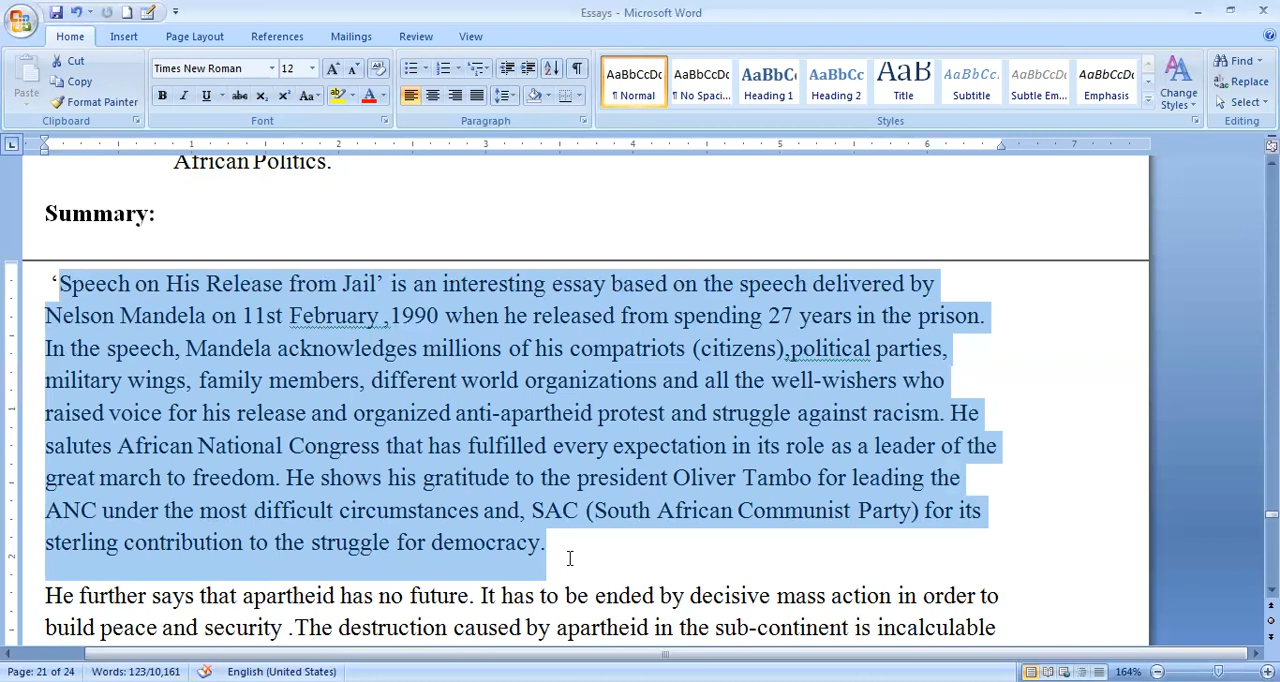 Essays - Microsoft Word
Home Insert Page Layout References Mailings Review View
Paste
Cut
Copy
Format Painter
Clipboard
Times New Roman 12
Font
Paragraph
AaBbCcDc AaBbCcDc AaBbC AaBbCc AaB AaBbCc. AaBbCcDc AaBbCcDc
¶ Normal ¶ No Spaci... Heading 1 Heading 2 Title Subtitle Subtle Em... Emphasis
Change Styles
Styles
Find
Replace
Select
Editing
1 2 3 4 5 6 7
African Politics.
Summary:
‘Speech on His Release from Jail’ is an interesting essay based on the speech delivered by
Nelson Mandela on 11st February ,1990 when he released from spending 27 years in the prison.
In the speech, Mandela acknowledges millions of his compatriots (citizens),political parties,
military wings, family members, different world organizations and all the well-wishers who
raised voice for his release and organized anti-apartheid protest and struggle against racism. He
salutes African National Congress that has fulfilled every expectation in its role as a leader of the
great march to freedom. He shows his gratitude to the president Oliver Tambo for leading the
ANC under the most difficult circumstances and, SAC (South African Communist Party) for its
sterling contribution to the struggle for democracy.
He further says that apartheid has no future. It has to be ended by decisive mass action in order to
build peace and security .The destruction caused by apartheid in the sub-continent is incalculable
Page: 21 of 24 Words: 123/10,161 English (United States) 164%